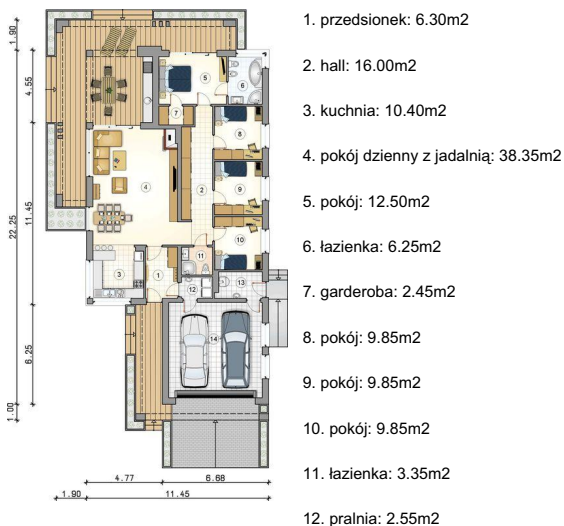 1. przedsionek: 6.30m2
2. hall: 16.00m2
3. kuchnia: 10.40m2
4. pokój dzienny z jadalnią: 38.35m2
5. pokój: 12.50m2
6. łazienka: 6.25m2
7. garderoba: 2.45m2
8. pokój: 9.85m2
9. pokój: 9.85m2
10. pokój: 9.85m2
11. łazienka: 3.35m2
12. pralnia: 2.55m2
1.90
4.55
11.45
22.25
6.25
1.00
5
6
7
8
4
2
9
10
11
3
1
12
13
14
4.77
6.68
1.90
11.45